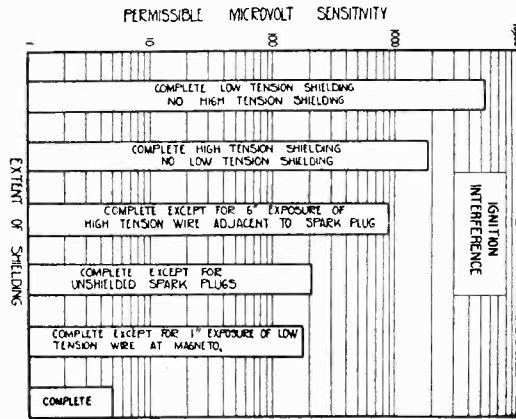 PERMISSIBLE MICROVOLT SENSITIVITY
1
10
100
1000
COMPLETE LOW TENSION SHIELDING
NO HIGH TENSION SHIELDING
COMPLETE HIGH TENSION SHIELDING
NO LOW TENSION SHIELDING
COMPLETE EXCEPT FOR 6" EXPOSURE OF
HIGH TENSION WIRE ADJACENT TO SPARK PLUG
COMPLETE EXCEPT FOR
UNSHIELDED SPARK PLUGS
COMPLETE EXCEPT FOR 1" EXPOSURE OF LOW
TENSION WIRE AT MAGNETO.
COMPLETE
EXTENT OF SHIELDING
IGNITION
INTERFERENCE